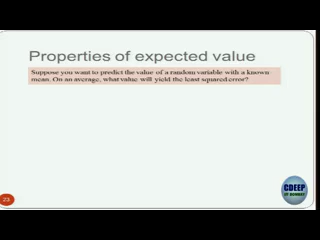 Properties of expected value
Suppose you want to predict the value of a random variable with a known
mean. On an average, what value will yield the least squared error?
23
CDEEP
IIT BOMBAY